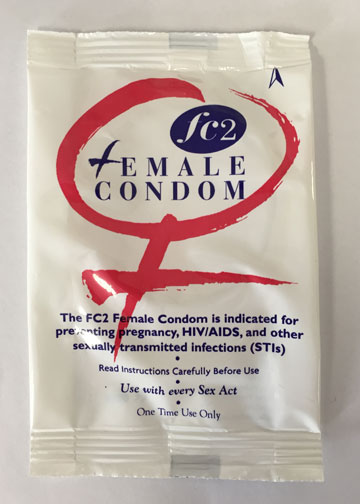 fc2
FEMALE
CONDOM
The FC2 Female Condom is indicated for
preventing pregnancy, HIV/AIDS, and other
sexually transmitted infections (STIs)
Read Instructions Carefully Before Use
Use with every Sex Act
One Time Use Only